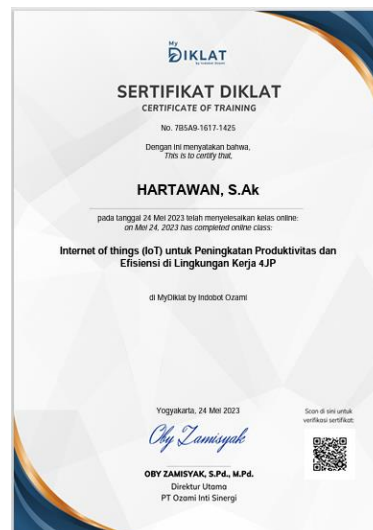 My
DIKLAT
by Indobot Ozami
SERTIFIKAT DIKLAT
CERTIFICATE OF TRAINING
No. 7B5A9-1617-1425
Dengan ini menyatakan bahwa,
This is to certify that,
HARTAWAN, S.Ak
pada tanggal 24 Mei 2023 telah menyelesaikan kelas online:
on Mei 24, 2023 has completed online class:
Internet of things (IoT) untuk Peningkatan Produktivitas dan
Efisiensi di Lingkungan Kerja 4JP
di MyDiklat by Indobot Ozami
Yogyakarta, 24 Mei 2023
Scan di sini untuk
verifikasi sertifikat:
Oby Zamisyak
OBY ZAMISYAK, S.Pd., M.Pd.
Direktur Utama
PT Ozami Inti Sinergi